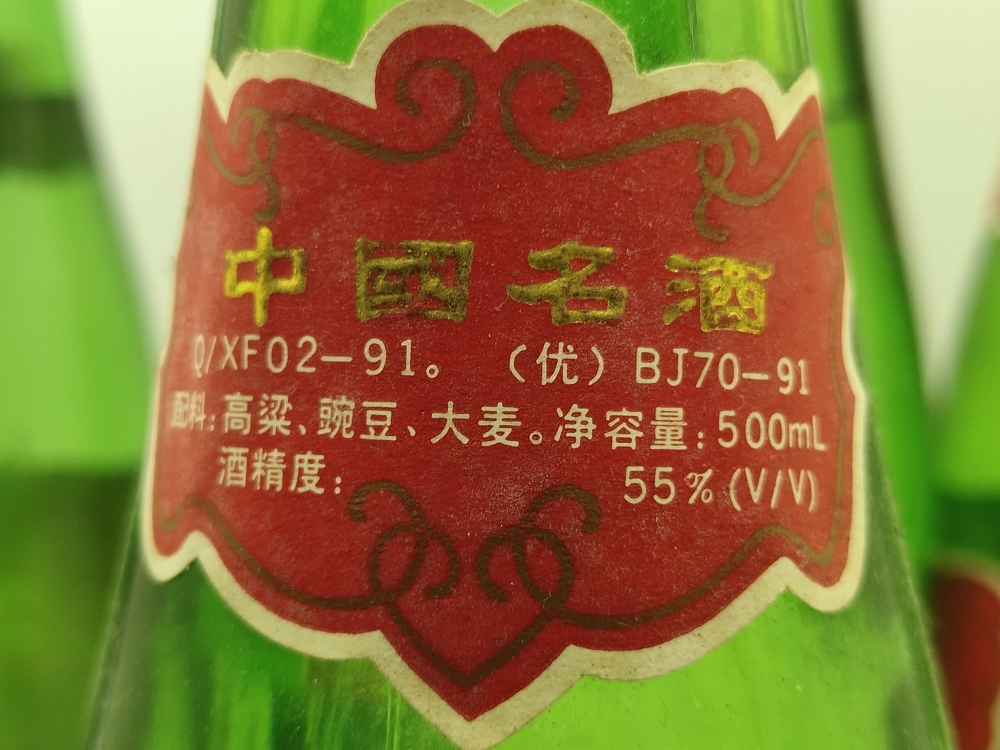 中國名酒
Q/XF02-91。 (优) BJ70-91
配料:高粱、豌豆、大麦。净容量:500mL
酒精度: 55%(V/V)